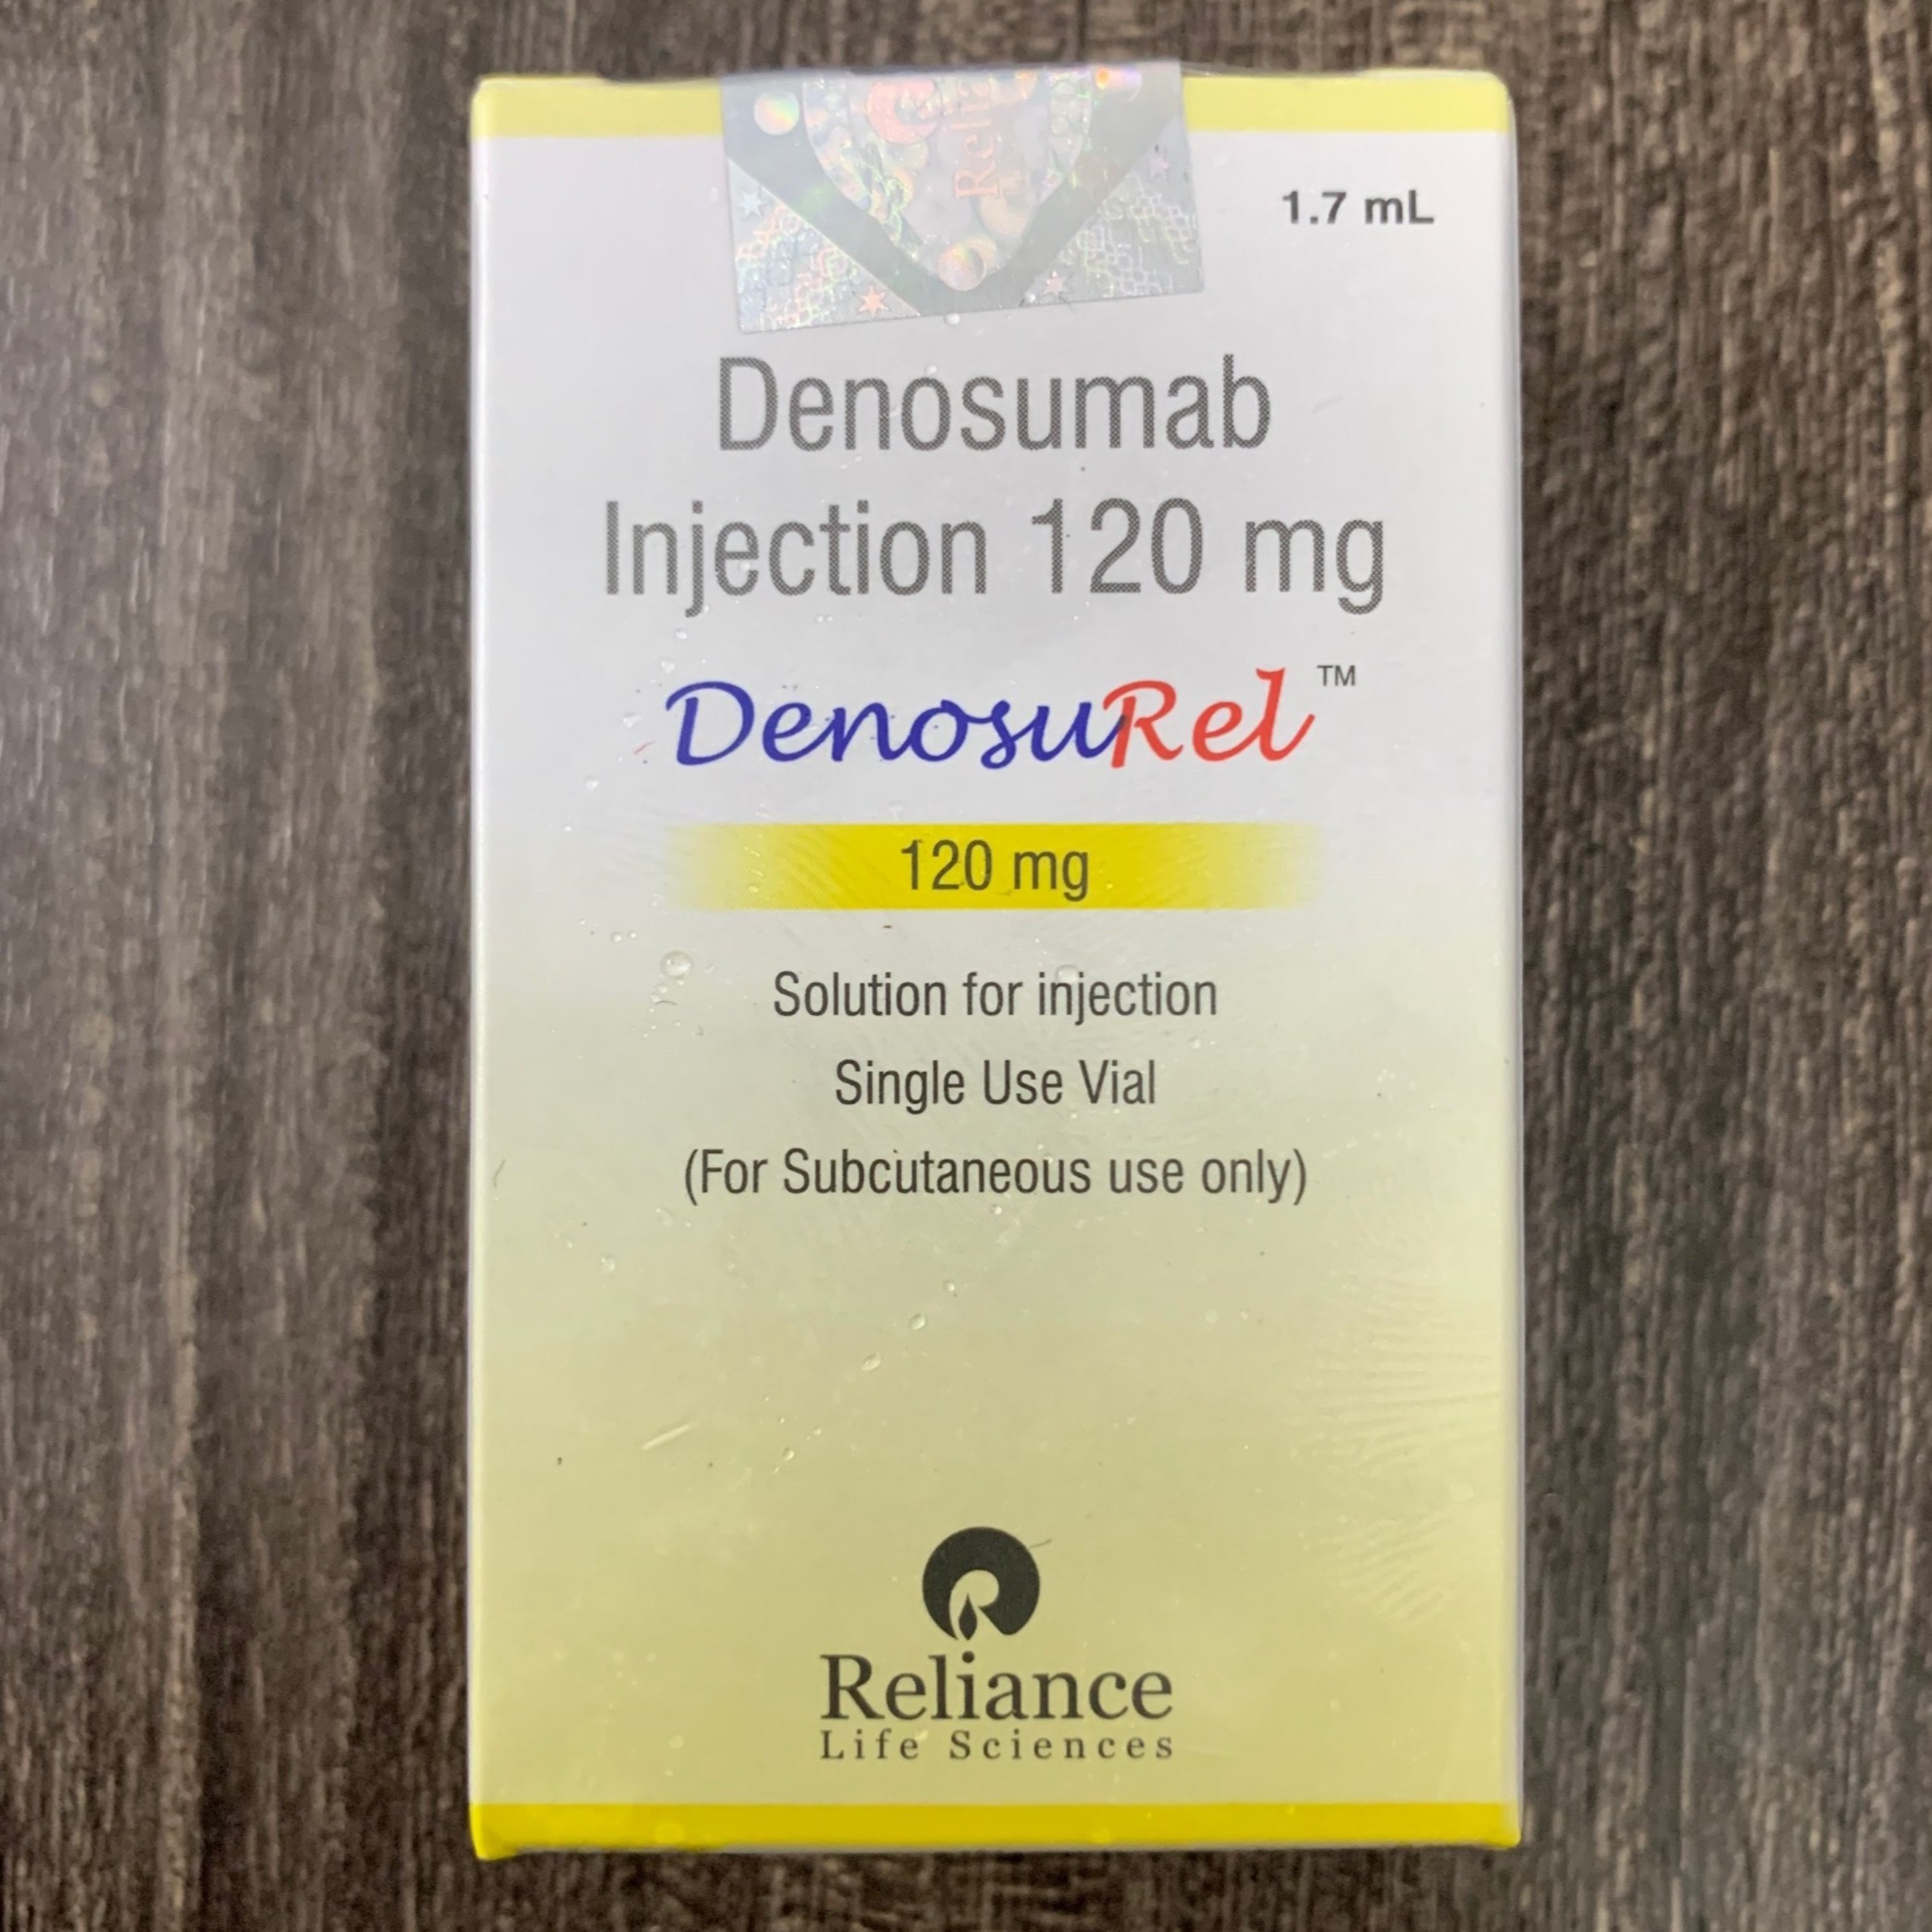 1.7 mL
Denosumab
Injection 120 mg
DenosuRel™
120 mg
Solution for injection
Single Use Vial
(For Subcutaneous use only)
Reliance
Life Sciences